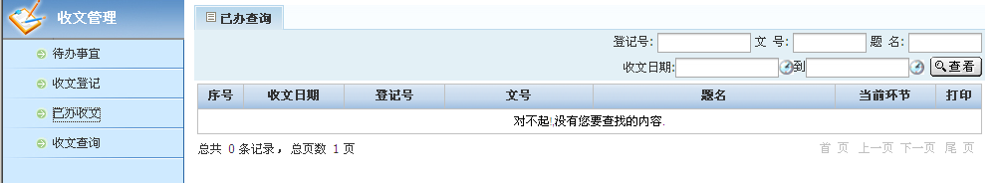 收文管理
待办事宜
收文登记
已办收文
收文查询
已办查询
登记号: 文 号: 题 名:
收文日期: 到 查看
序号 收文日期 登记号 文号 题名 当前环节 打印
对不起!,没有您要查找的内容.
总共 0 条记录，总页数 1 页 首 页 上一页 下一页 尾 页